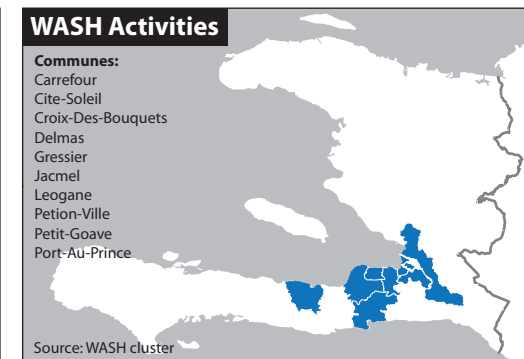 WASH Activities
Communes:
Carrefour
Cite-Soleil
Croix-Des-Bouquets
Delmas
Gressier
Jacmel
Leogane
Petion-Ville
Petit-Goave
Port-Au-Prince
Source: WASH cluster